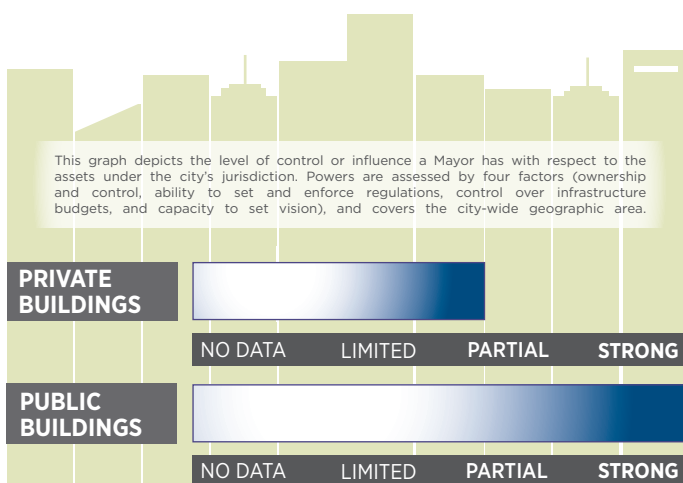 This graph depicts the level of control or influence a Mayor has with respect to the
assets under the city's jurisdiction. Powers are assessed by four factors (ownership
and control, ability to set and enforce regulations, control over infrastructure
budgets, and capacity to set vision), and covers the city-wide geographic area.
PRIVATE
BUILDINGS
NO DATA LIMITED PARTIAL STRONG
PUBLIC
BUILDINGS
NO DATA LIMITED PARTIAL STRONG